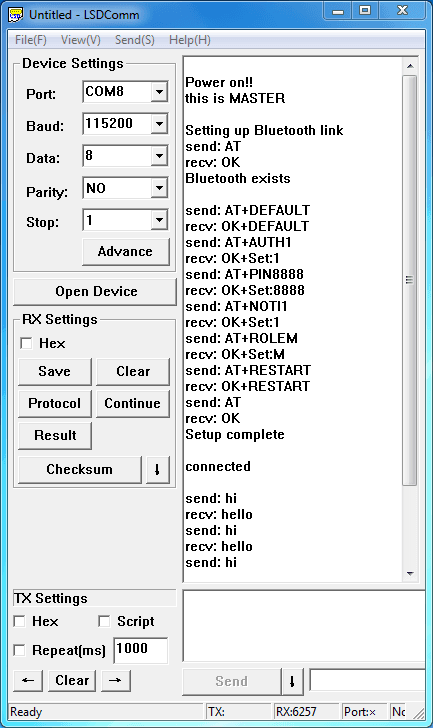 Untitled - LSDComm
File(F) View(V) Send(S) Help(H)
Device Settings
Port: COM8
Baud: 115200
Data: 8
Parity: NO
Stop: 1
Advance
Open Device
RX Settings
Hex
Save Clear
Protocol Continue
Result
Checksum ↓
Power on!!
this is MASTER
Setting up Bluetooth link
send: AT
recv: OK
Bluetooth exists
send: AT+DEFAULT
recv: OK+DEFAULT
send: AT+AUTH1
recv: OK+Set:1
send: AT+PIN8888
recv: OK+Set:8888
send: AT+NOTI1
recv: OK+Set:1
send: AT+ROLEM
recv: OK+Set:M
send: AT+RESTART
recv: OK+RESTART
send: AT
recv: OK
Setup complete
connected
send: hi
recv: hello
send: hi
recv: hello
send: hi
TX Settings
Hex Script
Repeat(ms) 1000
← Clear →
Send ↓
Ready TX: RX:6257 Port:×